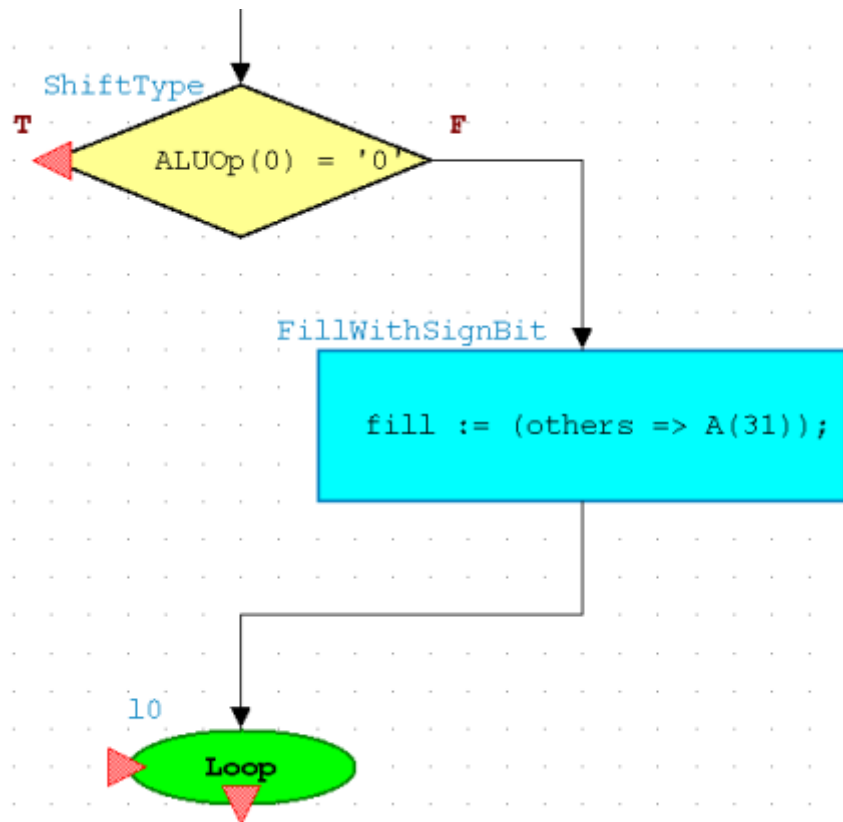 ShiftType
T
F
ALUOp(0) = '0'
FillWithSignBit
fill := (others => A(31));
l0
Loop